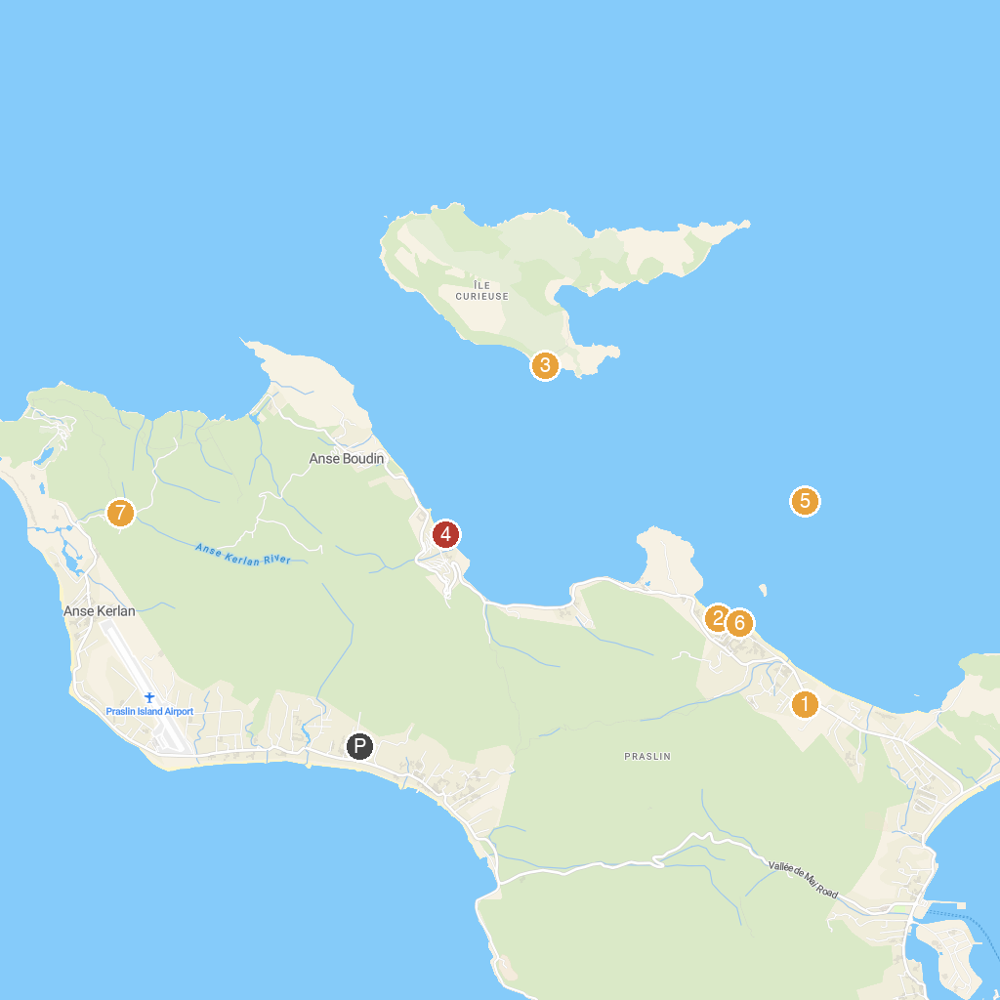 ÎLE
CURIEUSE
3
Anse Boudin
5
7
4
Anse Kerlan River
Anse Kerlan
2
6
Praslin Island Airport
1
P
PRASLIN
Vallée de Mai Road